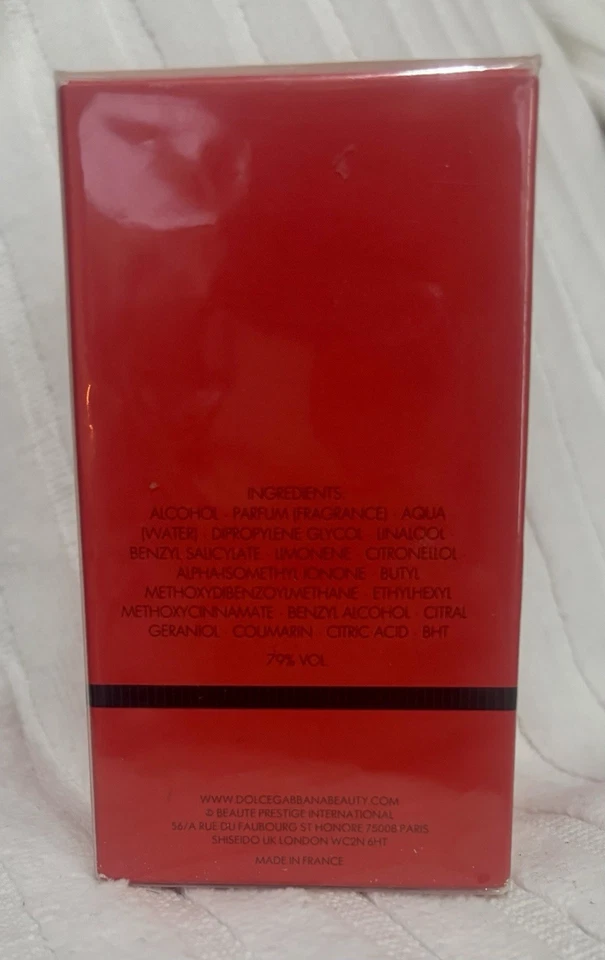 INGREDIENTS:
ALCOHOL · PARFUM (FRAGRANCE) · AQUA
(WATER) · DIPROPYLENE GLYCOL · LINALOOL ·
BENZYL SALICYLATE · LIMONENE · CITRONELLOL ·
ALPHA-ISOMETHYL IONONE · BUTYL
METHOXYDIBENZOYLMETHANE · ETHYLHEXYL
METHOXYCINNAMATE · BENZYL ALCOHOL · CITRAL
GERANIOL · COUMARIN · CITRIC ACID · BHT
79% VOL.
WWW.DOLCEGABBANABEAUTY.COM
© BEAUTE PRESTIGE INTERNATIONAL
56/A RUE DU FAUBOURG ST HONORE, 75008 PARIS
SHISEIDO UK LONDON WC2N 6HT
MADE IN FRANCE